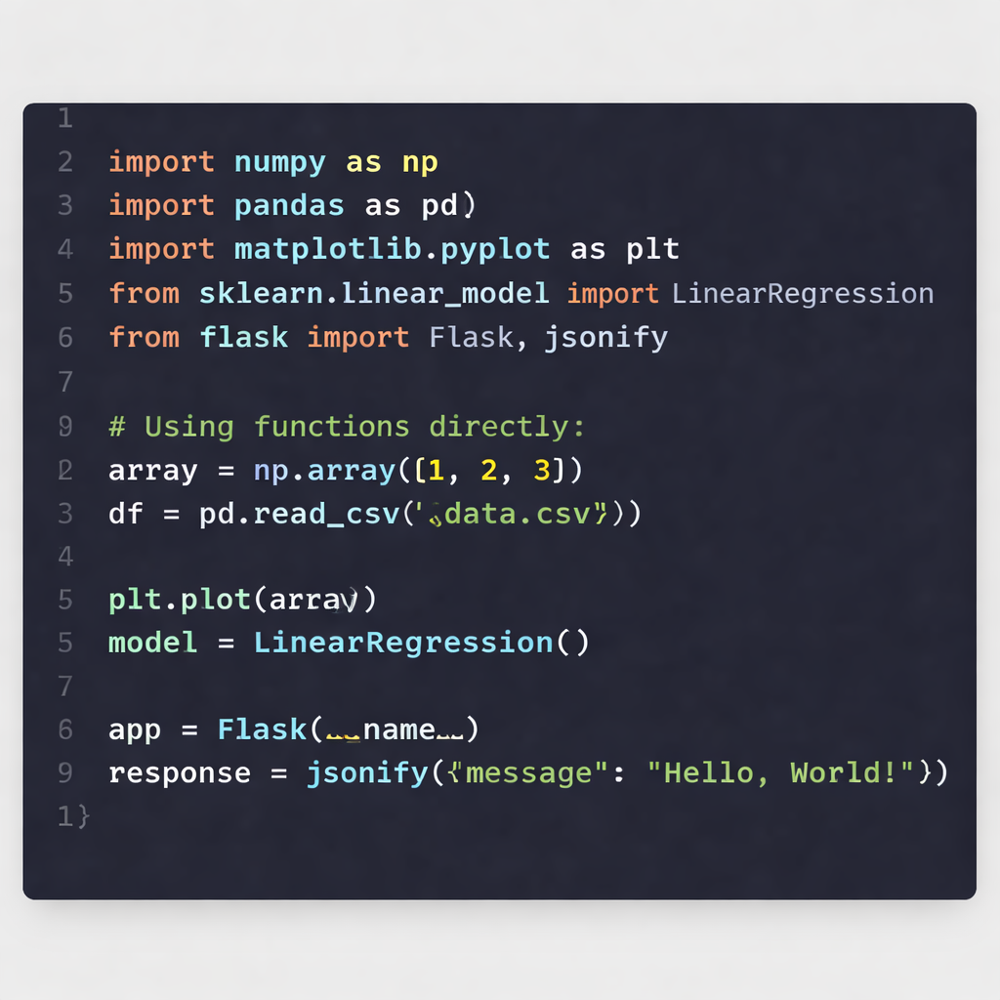 1
2 import numpy as np
3 import pandas as pd)
4 import matplotlib.pyplot as plt
5 from sklearn.linear_model import LinearRegression
6 from flask import Flask, jsonify
7
9 # Using functions directly:
2 array = np.array([1, 2, 3])
3 df = pd.read_csv('data.csv"))
4
5 plt.plot(array))
5 model = LinearRegression()
7
6 app = Flask(__name__)
9 response = jsonify({"message": "Hello, World!"})
1}